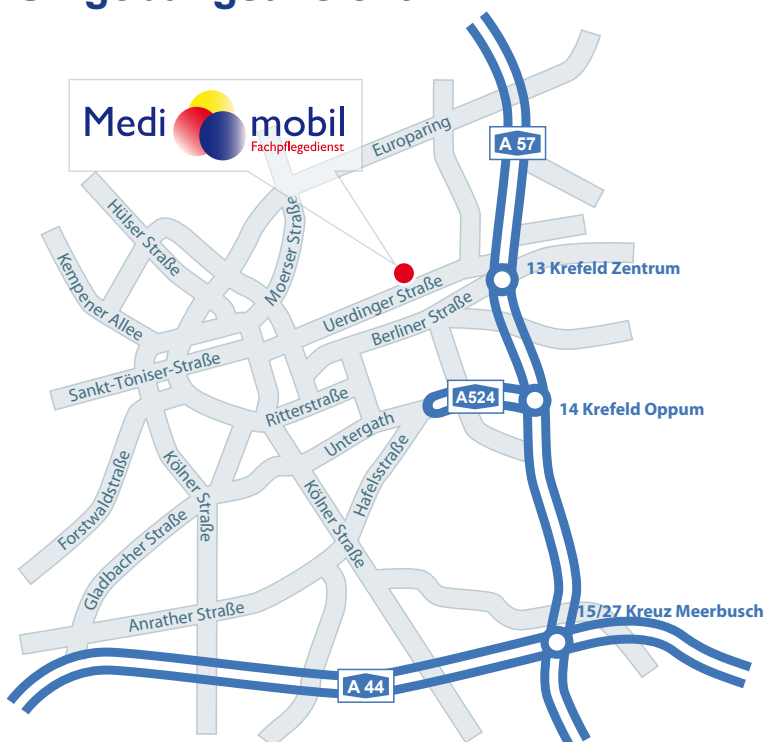 A 57
Medi mobil
Fachpflegedienst
Europaring
Hülser Straße
Moerser Straße
Kempener Allee
13 Krefeld Zentrum
Uerdinger Straße
Berliner Straße
Sankt-Töniser-Straße
A524
Ritterstraße
14 Krefeld Oppum
Untergath
Hafelsstraße
Kölner Straße
Forstwaldstraße
Kölner Straße
Gladbacher Straße
Anrather Straße
15/27 Kreuz Meerbusch
A 44